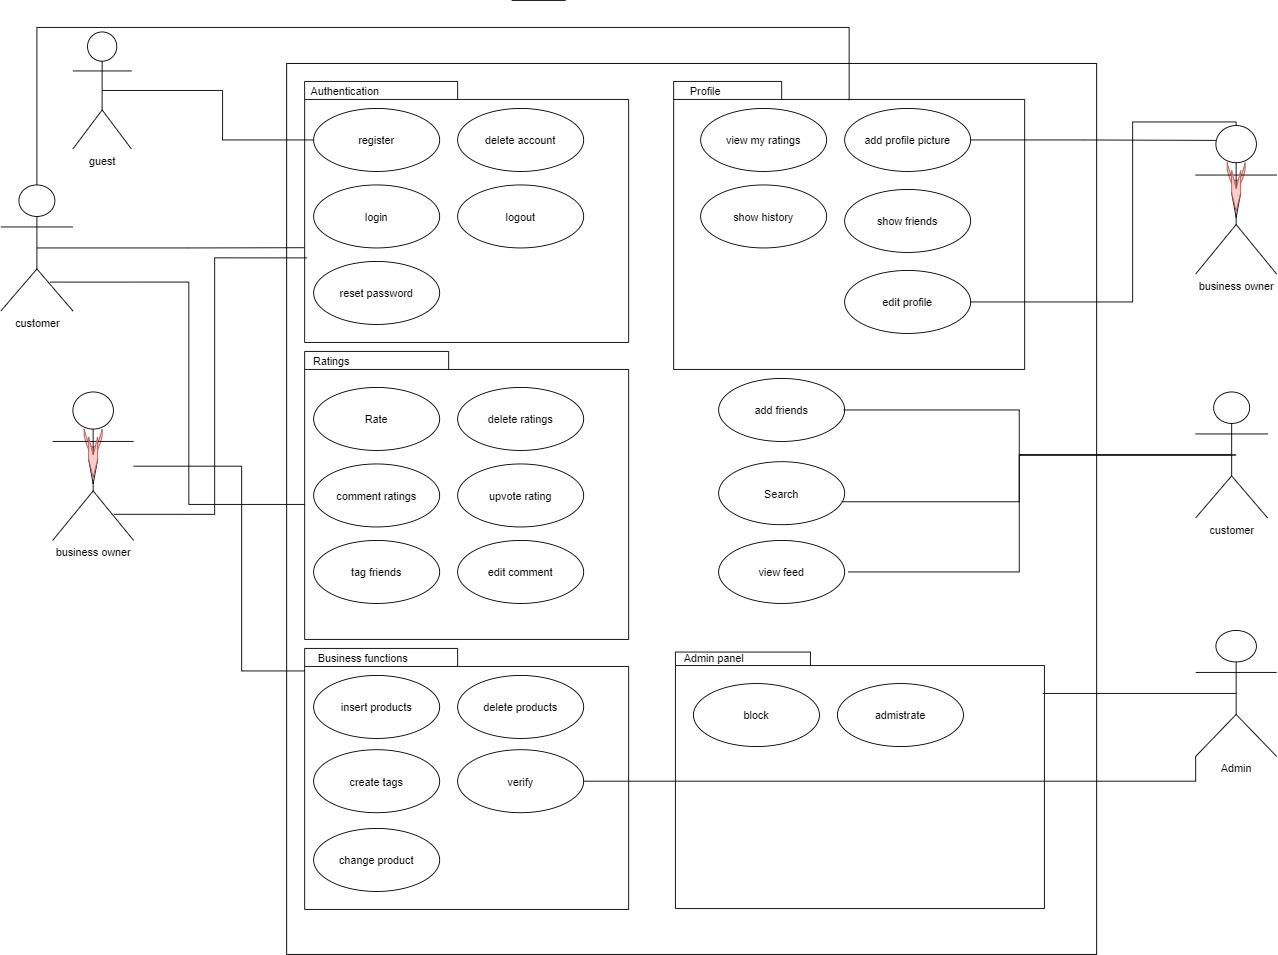 guest
customer
business owner
Authentication
register
delete account
login
logout
reset password
Ratings
Rate
delete ratings
comment ratings
upvote rating
tag friends
edit comment
Business functions
insert products
delete products
create tags
verify
change product
Profile
view my ratings
add profile picture
show history
show friends
edit profile
add friends
Search
view feed
Admin panel
block
admistrate
business owner
customer
Admin